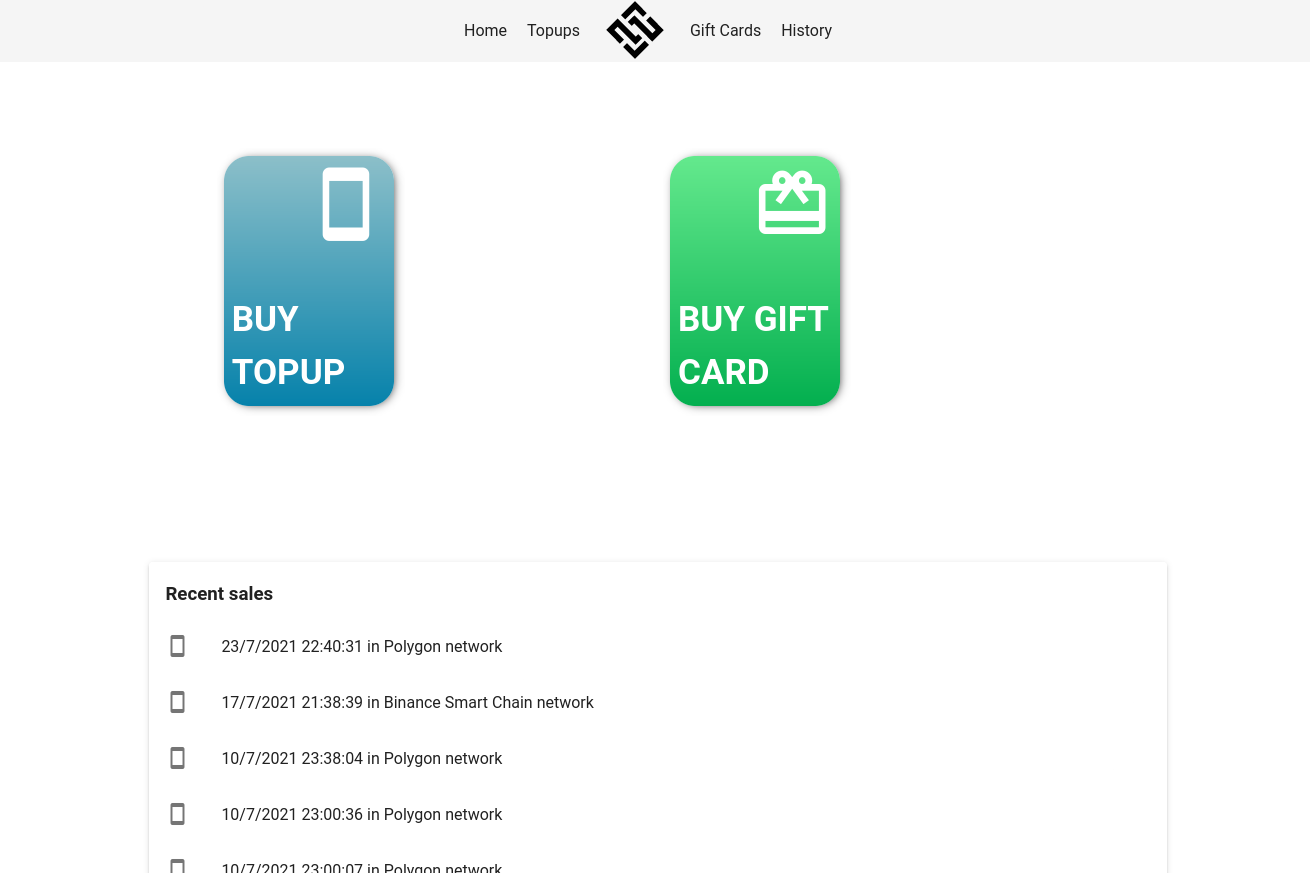 Home Topups Gift Cards History
BUY
TOPUP
BUY GIFT
CARD
Recent sales
23/7/2021 22:40:31 in Polygon network
17/7/2021 21:38:39 in Binance Smart Chain network
10/7/2021 23:38:04 in Polygon network
10/7/2021 23:00:36 in Polygon network
10/7/2021 23:00:07 in Polygon network